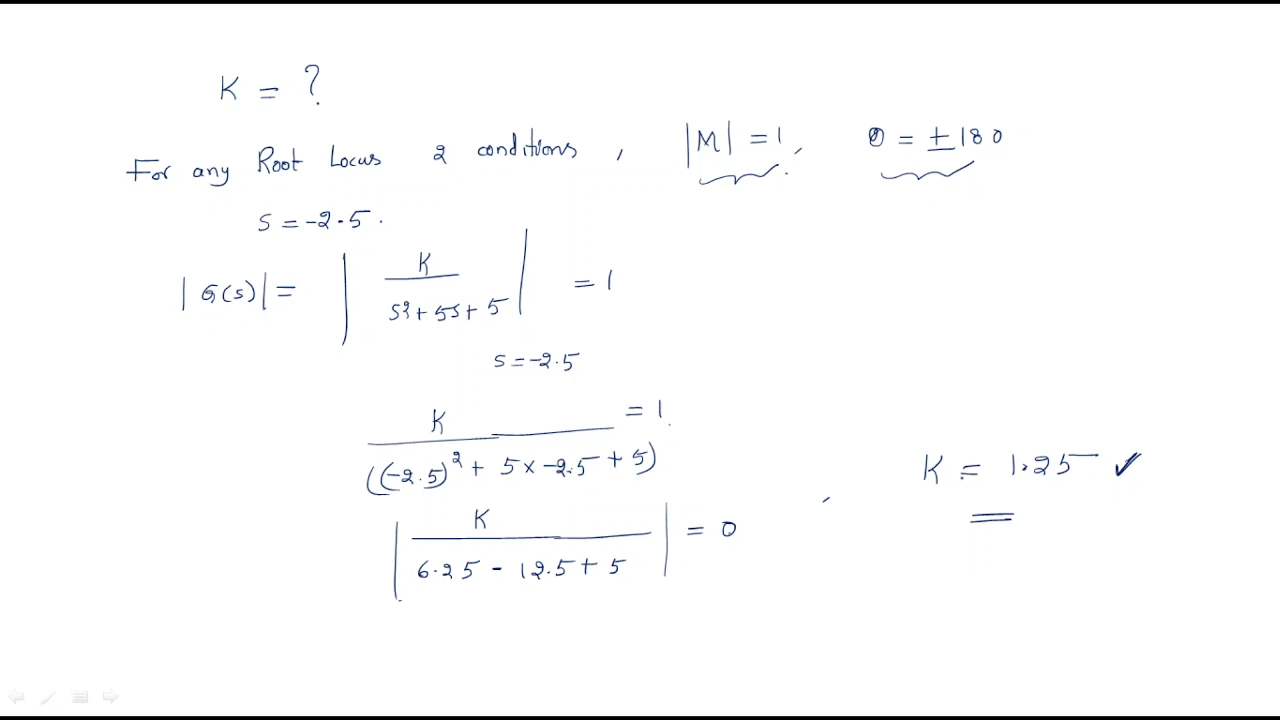 K = ?
For any Root Locus 2 conditions , |M| = 1, θ = ±180
s = -2.5.
|G(s)| = | K / s² + 5s + 5 | = 1
s = -2.5
K / ((-2.5)² + 5 x -2.5 + 5) = 1
K = 1.25 ✓
| K / 6.25 - 12.5 + 5 | = 0